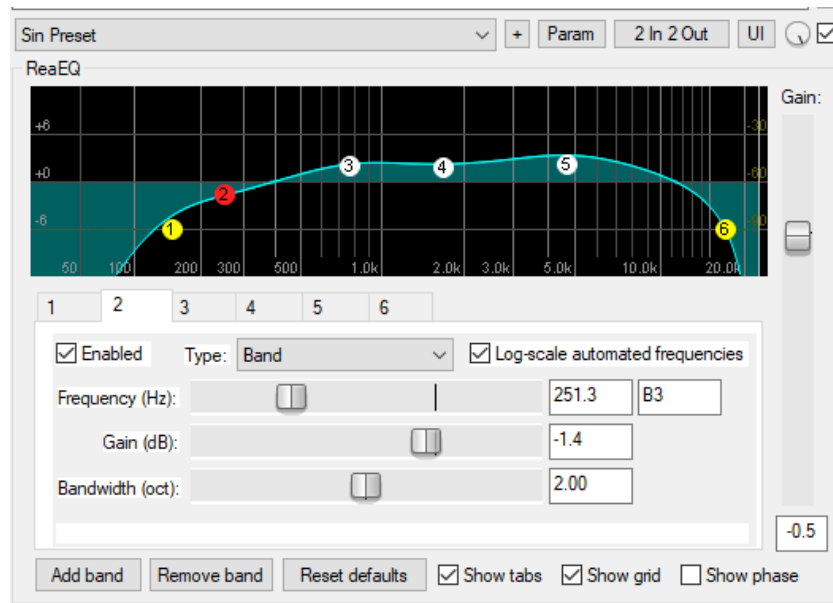 Sin Preset + Param 2 In 2 Out UI
ReaEQ
Gain:
+6 -30
+0 -60
-6 -90
1 2 3 4 5 6
50 100 200 300 500 1.0k 2.0k 3.0k 5.0k 10.0k 20.0k
1 2 3 4 5 6
Enabled Type: Band Log-scale automated frequencies
Frequency (Hz): 251.3 B3
Gain (dB): -1.4
Bandwidth (oct): 2.00
-0.5
Add band Remove band Reset defaults Show tabs Show grid Show phase